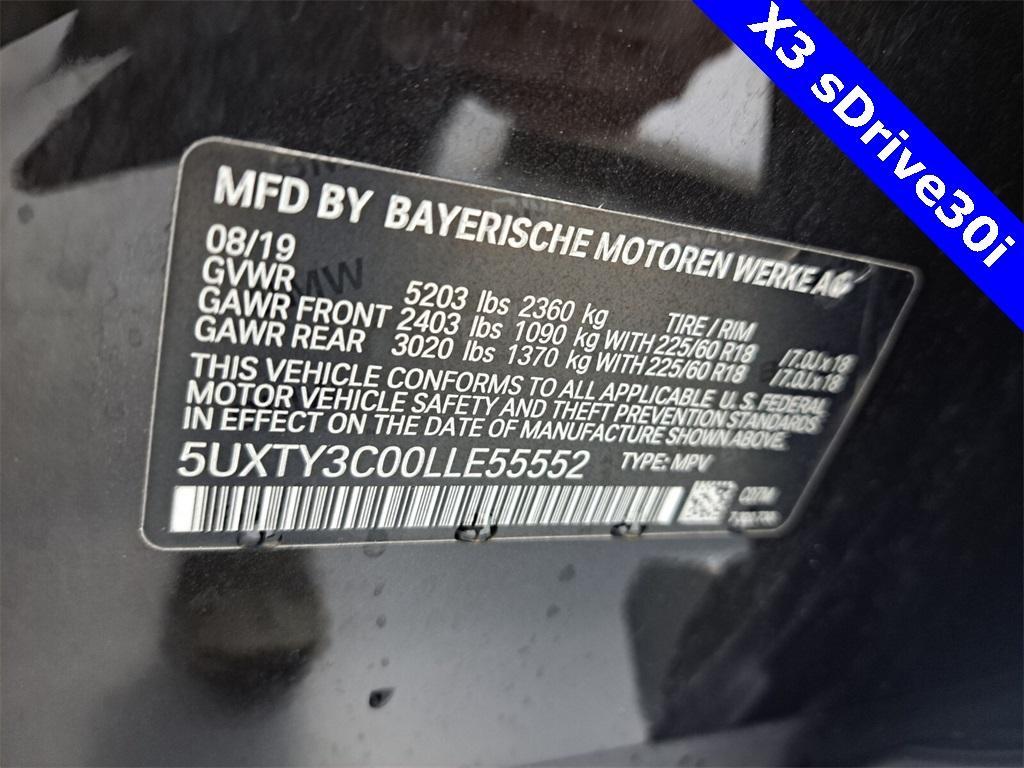 X3 sDrive30i
MFD BY BAYERISCHE MOTOREN WERKE AG
08/19
GVWR 5203 lbs 2360 kg TIRE / RIM
GAWR FRONT 2403 lbs 1090 kg WITH 225/60 R18 /7.0Jx18
GAWR REAR 3020 lbs 1370 kg WITH 225/60 R18 /7.0Jx18
THIS VEHICLE CONFORMS TO ALL APPLICABLE U.S. FEDERAL
MOTOR VEHICLE SAFETY AND THEFT PREVENTION STANDARDS
IN EFFECT ON THE DATE OF MANUFACTURE SHOWN ABOVE.
5UXTY3C00LLE55552 TYPE: MPV